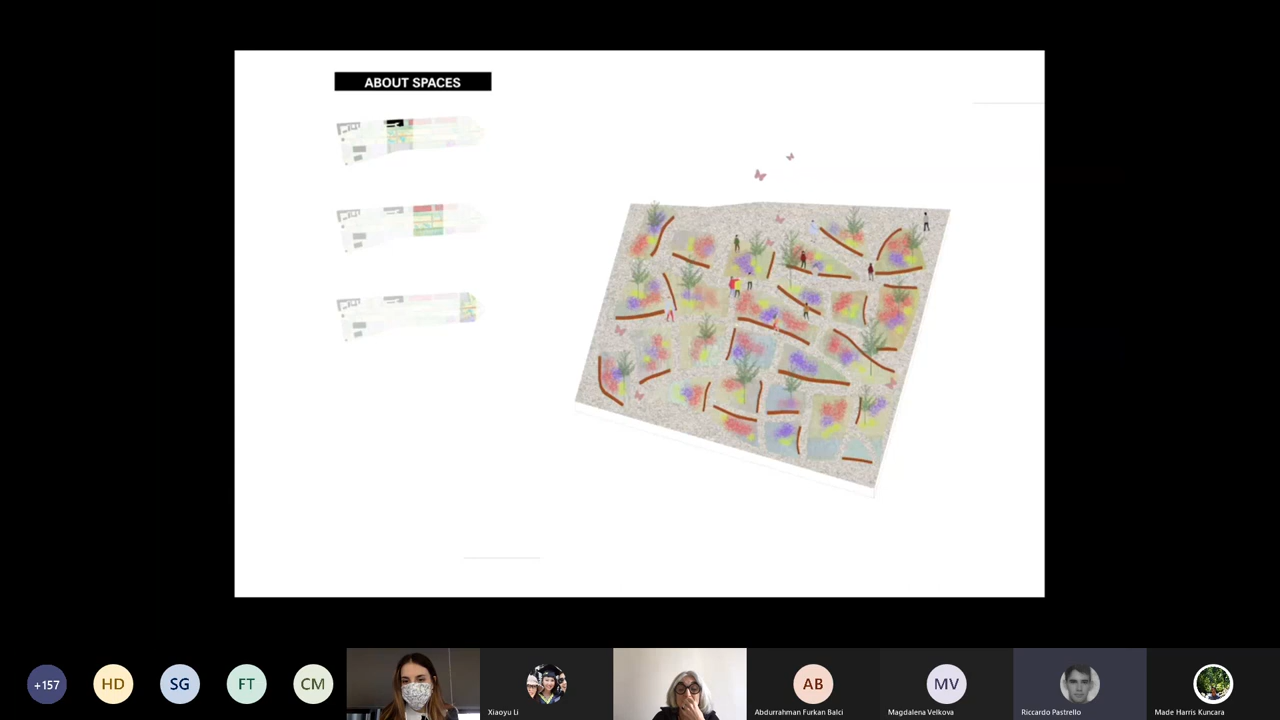 ABOUT SPACES
+157
HD
SG
FT
CM
Xiaoyu Li
AB
Abdurrahman Furkan Balci
MV
Magdalena Velkova
Riccardo Pastrello
Made Harris Kuncara